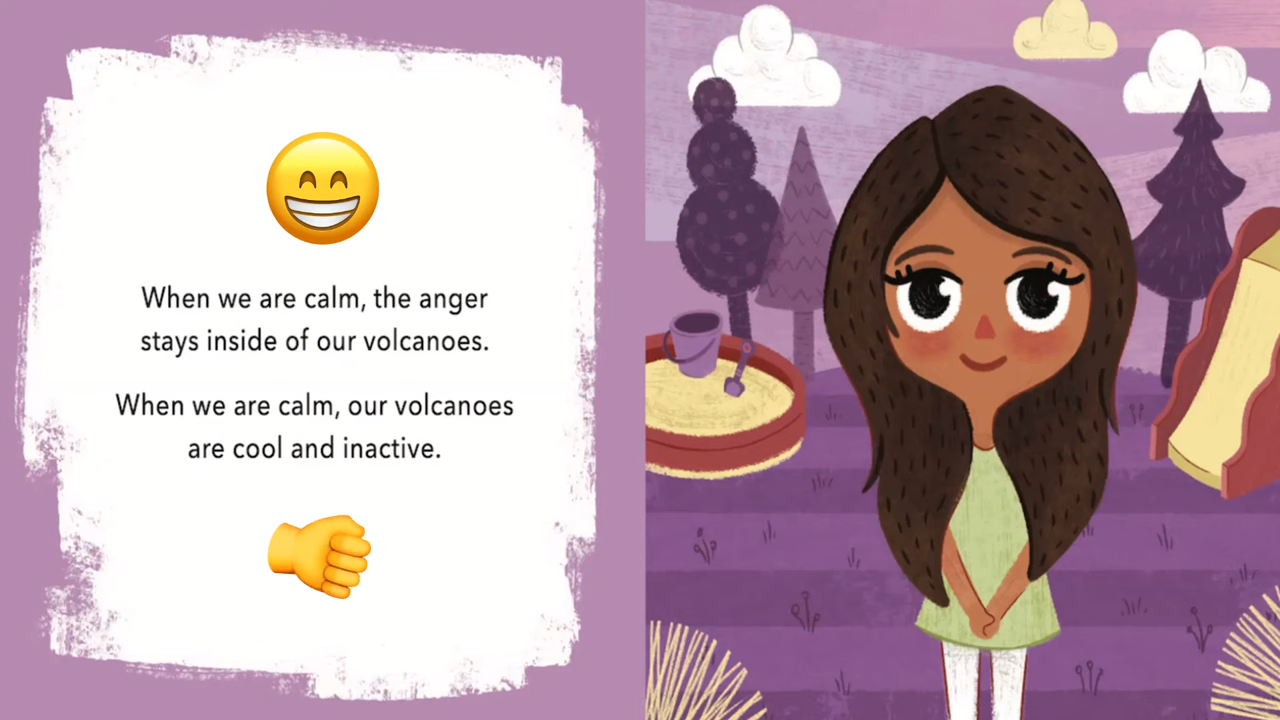 When we are calm, the anger
stays inside of our volcanoes.
When we are calm, our volcanoes
are cool and inactive.